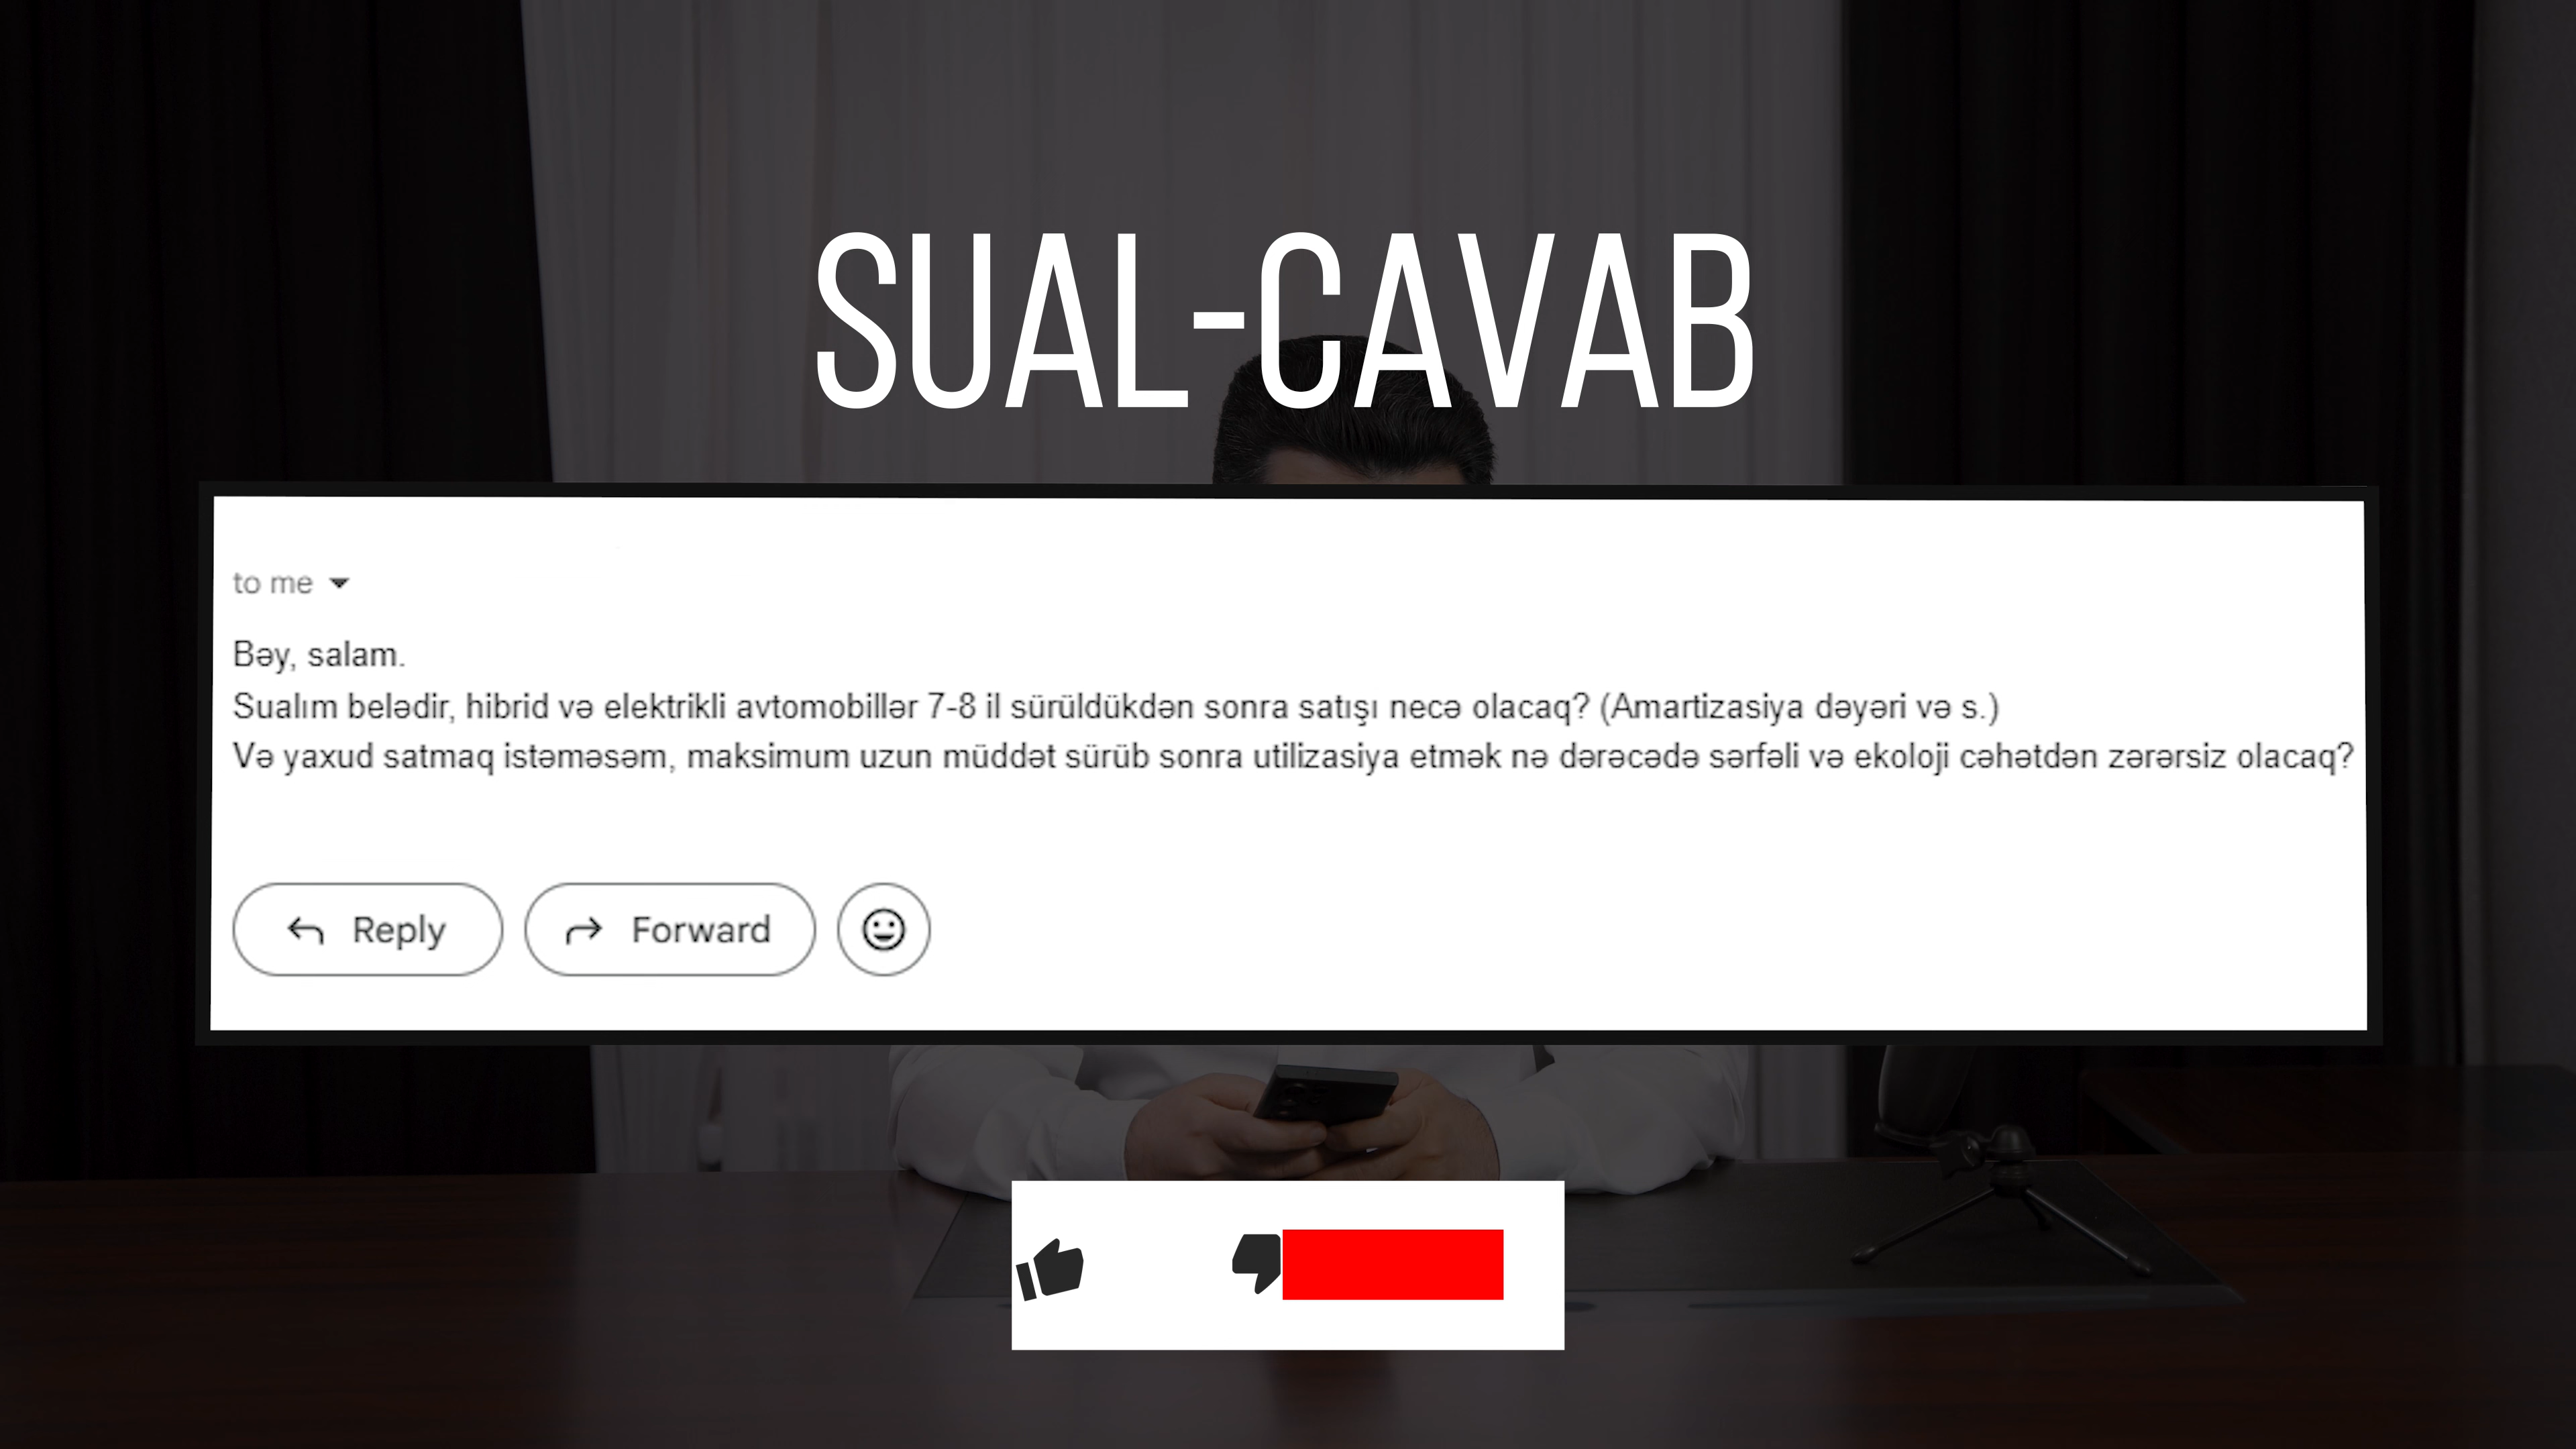 SUAL-CAVAB
to me
Bəy, salam.
Sualım belədir, hibrid və elektrikli avtomobillər 7-8 il sürüldükdən sonra satışı necə olacaq? (Amartizasiya dəyəri və s.)
Və yaxud satmaq istəməsəm, maksimum uzun müddət sürüb sonra utilizasiya etmək nə dərəcədə sərfəli və ekoloji cəhətdən zərərsiz olacaq?
Reply Forward